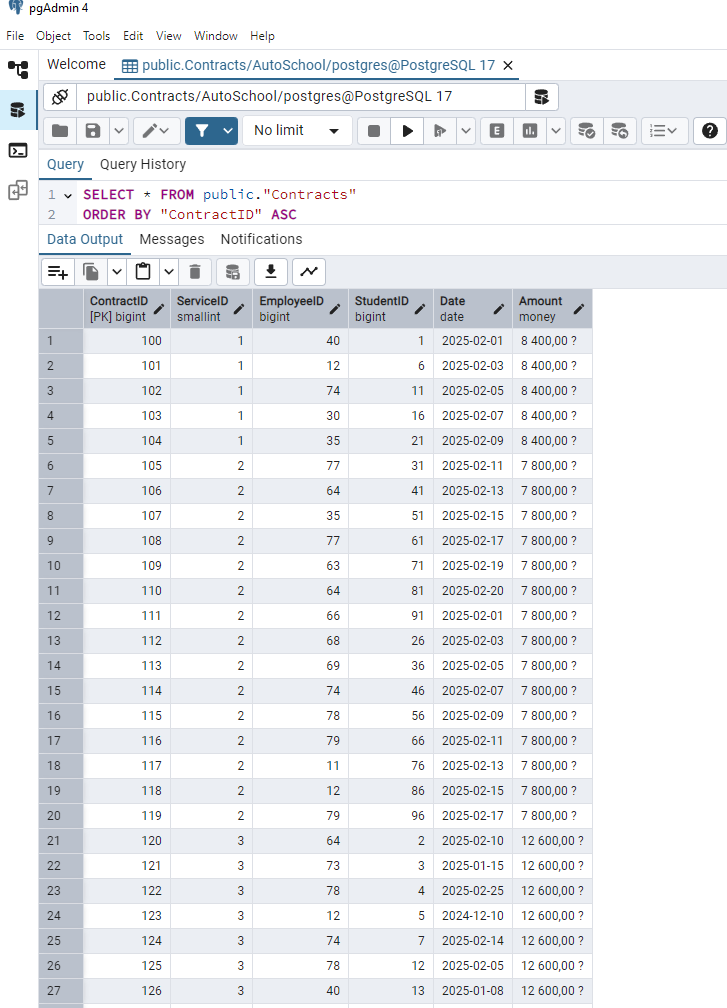 pgAdmin 4
File Object Tools Edit View Window Help
Welcome public.Contracts/AutoSchool/postgres@PostgreSQL 17
public.Contracts/AutoSchool/postgres@PostgreSQL 17
No limit E
Query Query History
1 SELECT * FROM public."Contracts"
2 ORDER BY "ContractID" ASC
Data Output Messages Notifications
ContractID ServiceID EmployeeID StudentID Date Amount
[PK] bigint smallint bigint bigint date money
1 100 1 40 1 2025-02-01 8 400,00 ?
2 101 1 12 6 2025-02-03 8 400,00 ?
3 102 1 74 11 2025-02-05 8 400,00 ?
4 103 1 30 16 2025-02-07 8 400,00 ?
5 104 1 35 21 2025-02-09 8 400,00 ?
6 105 2 77 31 2025-02-11 7 800,00 ?
7 106 2 64 41 2025-02-13 7 800,00 ?
8 107 2 35 51 2025-02-15 7 800,00 ?
9 108 2 77 61 2025-02-17 7 800,00 ?
10 109 2 63 71 2025-02-19 7 800,00 ?
11 110 2 64 81 2025-02-20 7 800,00 ?
12 111 2 66 91 2025-02-01 7 800,00 ?
13 112 2 68 26 2025-02-03 7 800,00 ?
14 113 2 69 36 2025-02-05 7 800,00 ?
15 114 2 74 46 2025-02-07 7 800,00 ?
16 115 2 78 56 2025-02-09 7 800,00 ?
17 116 2 79 66 2025-02-11 7 800,00 ?
18 117 2 11 76 2025-02-13 7 800,00 ?
19 118 2 12 86 2025-02-15 7 800,00 ?
20 119 2 79 96 2025-02-17 7 800,00 ?
21 120 3 64 2 2025-02-10 12 600,00 ?
22 121 3 73 3 2025-01-15 12 600,00 ?
23 122 3 78 4 2025-02-25 12 600,00 ?
24 123 3 12 5 2024-12-10 12 600,00 ?
25 124 3 74 7 2025-02-14 12 600,00 ?
26 125 3 78 12 2025-02-05 12 600,00 ?
27 126 3 40 13 2025-01-08 12 600,00 ?